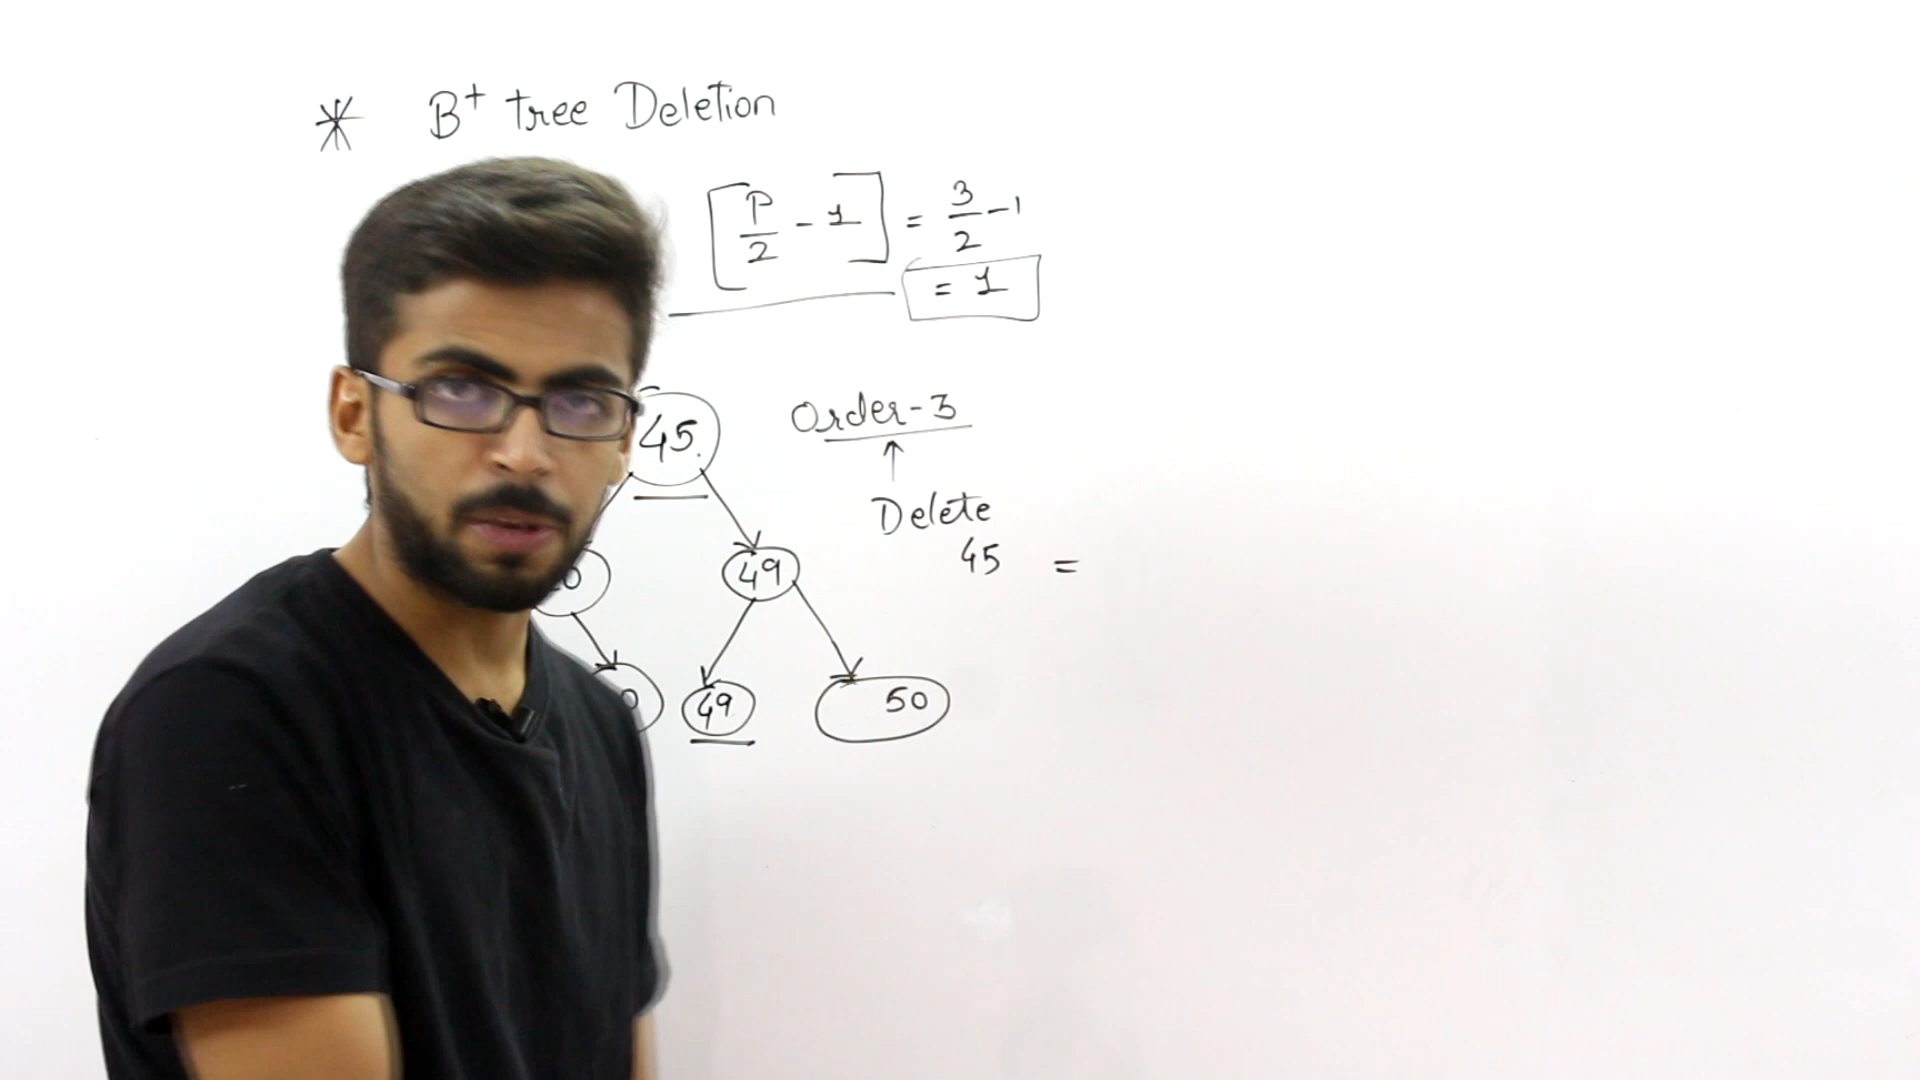 * B+ tree Deletion
[P/2 - 1] = 3/2 - 1
= 1
45
Order-3
Delete
45 =
49
49
50